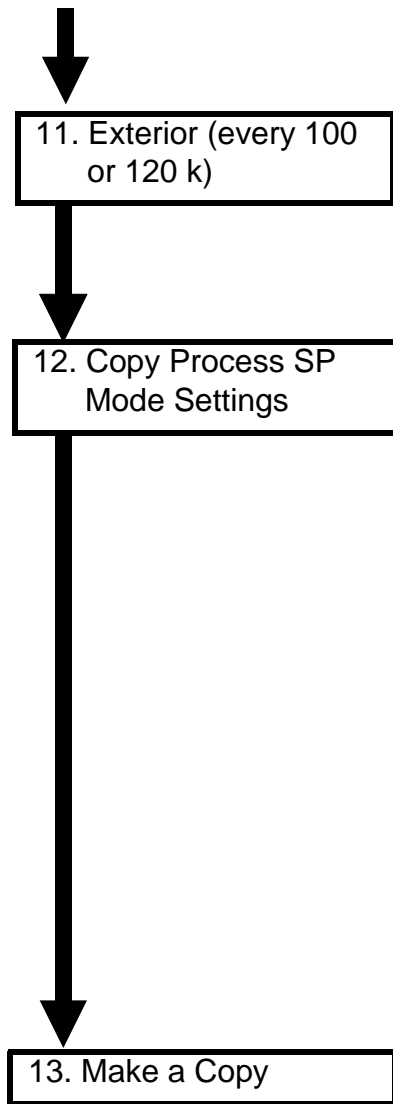 11. Exterior (every 100
or 120 k)
12. Copy Process SP
Mode Settings
13. Make a Copy